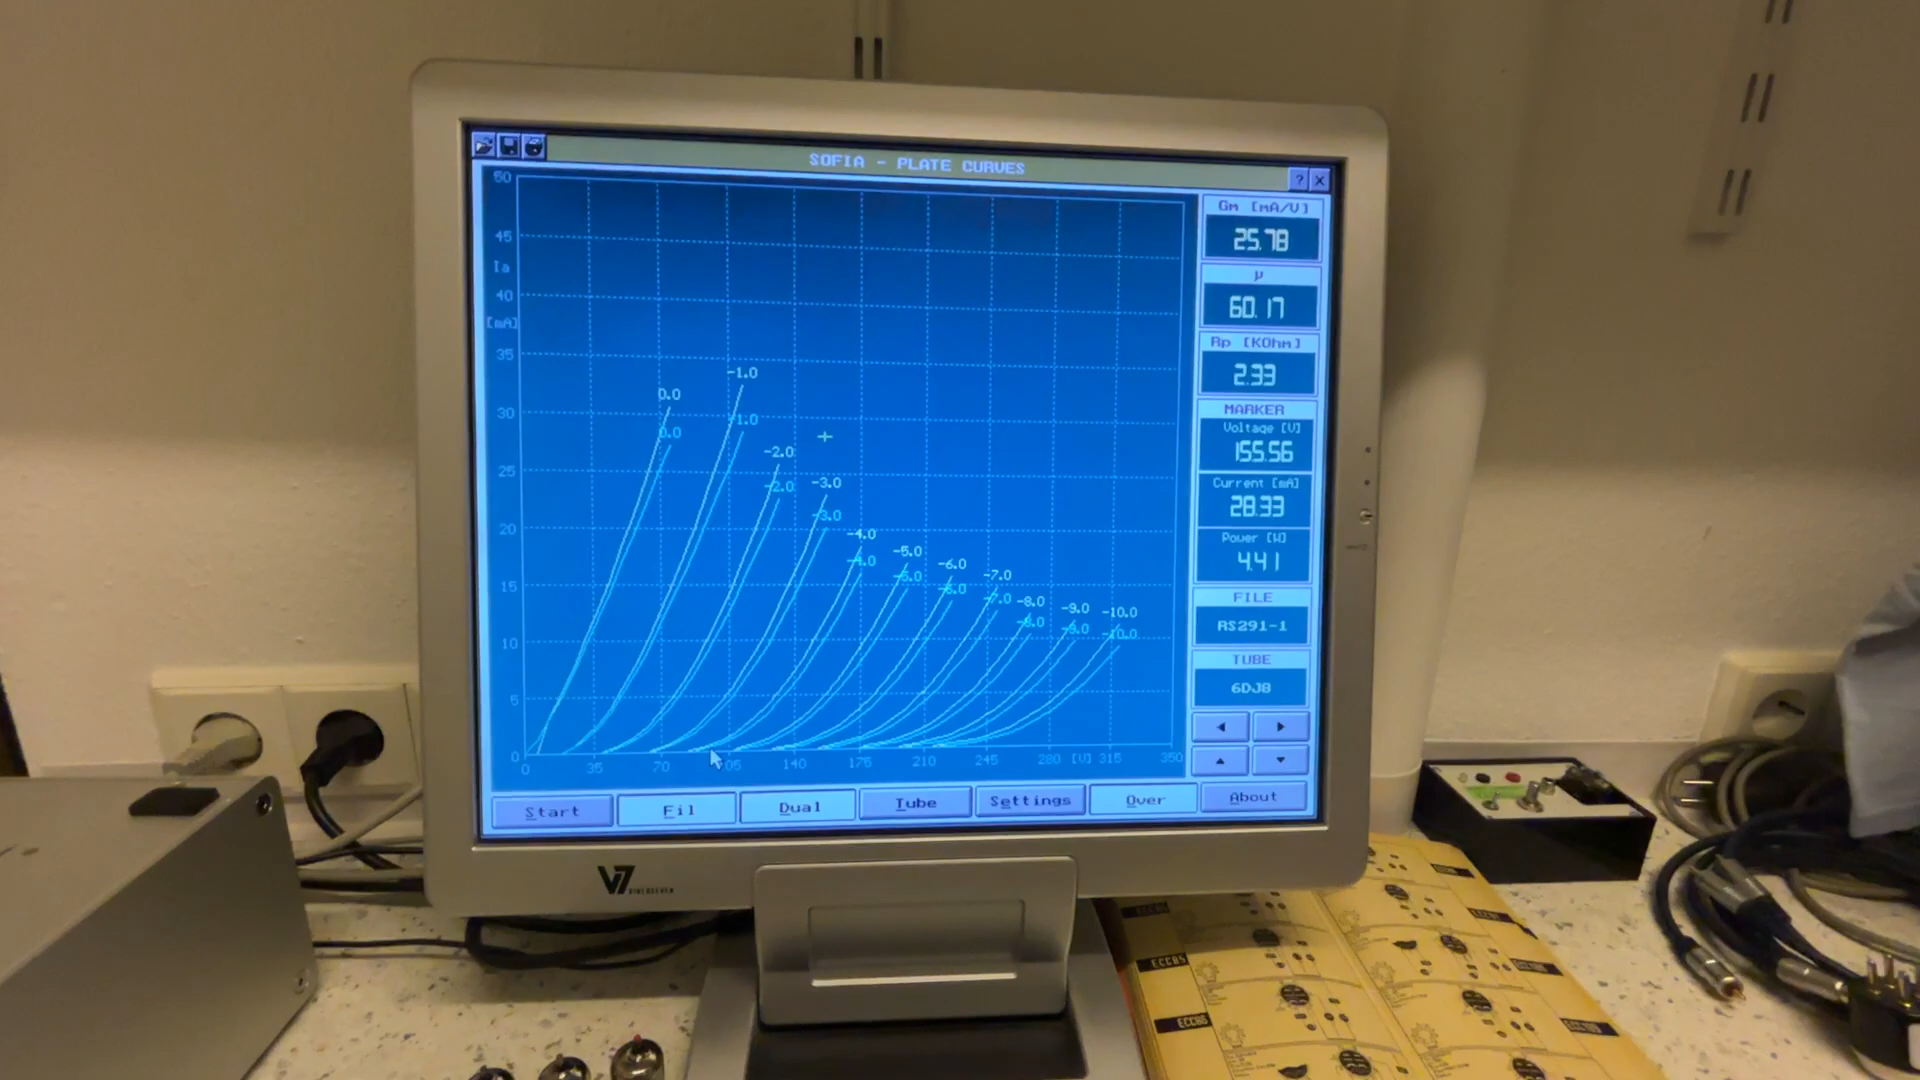 SOFIA - PLATE CURVES
? X
50
45
Ia
40
[mA]
35
30
25
20
15
10
5
0
0.0
0.0
-1.0
-1.0
-2.0
-2.0
-3.0
-3.0
-4.0
-4.0
-5.0
-5.0
-6.0
-6.0
-7.0
-7.0
-8.0
-8.0
-9.0
-9.0
-10.0
-10.0
0 35 70 105 140 175 210 245 280 [V] 315 350
Gm [mA/V]
25.78
µ
60.17
Rp [KOhm]
2.33
MARKER
Voltage [V]
155.56
Current [mA]
28.33
Power [W]
4.41
FILE
RS291-1
TUBE
6DJ8
Start Fil Dual Tube Settings Over About
V7
ECC85
ECC86